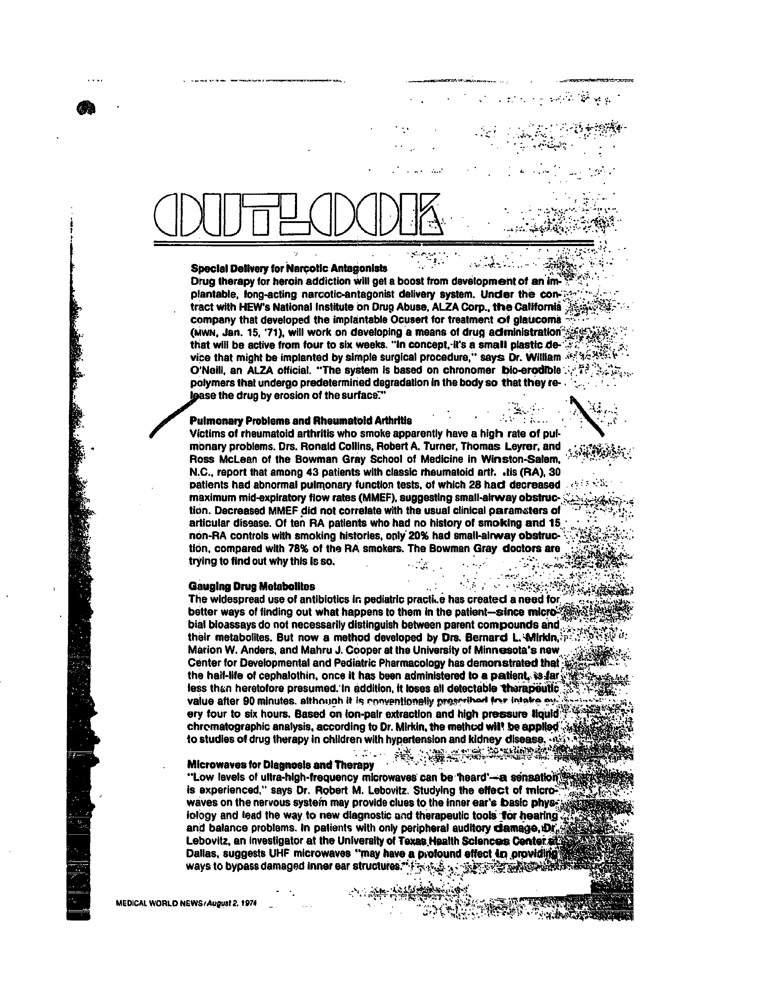 OUTLOOK
Special Delivery for Narcotic Antagonists
Drug therapy for heroin addiction will get a boost from development of an im-
plantable, long-acting narcotic-antagonist delivery system. Under the con-
tract with HEW's National Institute on Drug Abuse, ALZA Corp., the California
company that developed the implantable Ocusert for treatment of glaucoma
(MWN, Jan. 15, '71), will work on developing a means of drug administration
that will be active from four to six weeks. "In concept, it's a small plastic de-
vice that might be implanted by simple surgical procedure," says Dr. William
O'Neill, an ALZA official. "The system is based on chronomer bio-erodible
polymers that undergo predetermined degradation in the body so that they re-
lease the drug by erosion of the surface."
Pulmonary Problems and Rheumatoid Arthritis
Victims of rheumatoid arthritis who smoke apparently have a high rate of pul-
monary problems. Drs. Ronald Collins, Robert A. Turner, Thomas Leyrer, and
Ross McLean of the Bowman Gray School of Medicine in Winston-Salem,
N.C., report that among 43 patients with classic rheumatoid arth. .tis (RA), 30
patients had abnormal pulmonary function tests, of which 28 had decreased
maximum mid-expiratory flow rates (MMEF), suggesting small-airway obstruc-
tion. Decreased MMEF did not correlate with the usual clinical parameters of
articular disease. Of ten RA patients who had no history of smoking and 15
non-RA controls with smoking histories, only 20% had small-airway obstruc-
tion, compared with 78% of the RA smokers. The Bowman Gray doctors are
trying to find out why this is so.
Gauging Drug Metabolites
The widespread use of antibiotics in pediatric practice has created a need for
better ways of finding out what happens to them in the patient—since micro-
bial bioassays do not necessarily distinguish between parent compounds and
their metabolites. But now a method developed by Drs. Bernard L. Mirkin,
Marion W. Anders, and Mahru J. Cooper at the University of Minnesota's new
Center for Developmental and Pediatric Pharmacology has demonstrated that
the half-life of cephalothin, once it has been administered to a patient, is far
less than heretofore presumed. In addition, it loses all detectable therapeutic
value after 90 minutes, although it is conventionally prescribed for intake ev-
ery four to six hours. Based on ion-pair extraction and high pressure liquid
chromatographic analysis, according to Dr. Mirkin, the method will be applied
to studies of drug therapy in children with hypertension and kidney disease.
Microwaves for Diagnosis and Therapy
"Low levels of ultra-high-frequency microwaves can be 'heard'—a sensation
is experienced," says Dr. Robert M. Lebovitz. Studying the effect of micro-
waves on the nervous system may provide clues to the inner ear's basic phys-
iology and lead the way to new diagnostic and therapeutic tools for hearing
and balance problems. In patients with only peripheral auditory damage, Dr.
Lebovitz, an investigator at the University of Texas Health Sciences Center at
Dallas, suggests UHF microwaves "may have a profound effect in providing
ways to bypass damaged inner ear structures."
MEDICAL WORLD NEWS/August 2, 1974